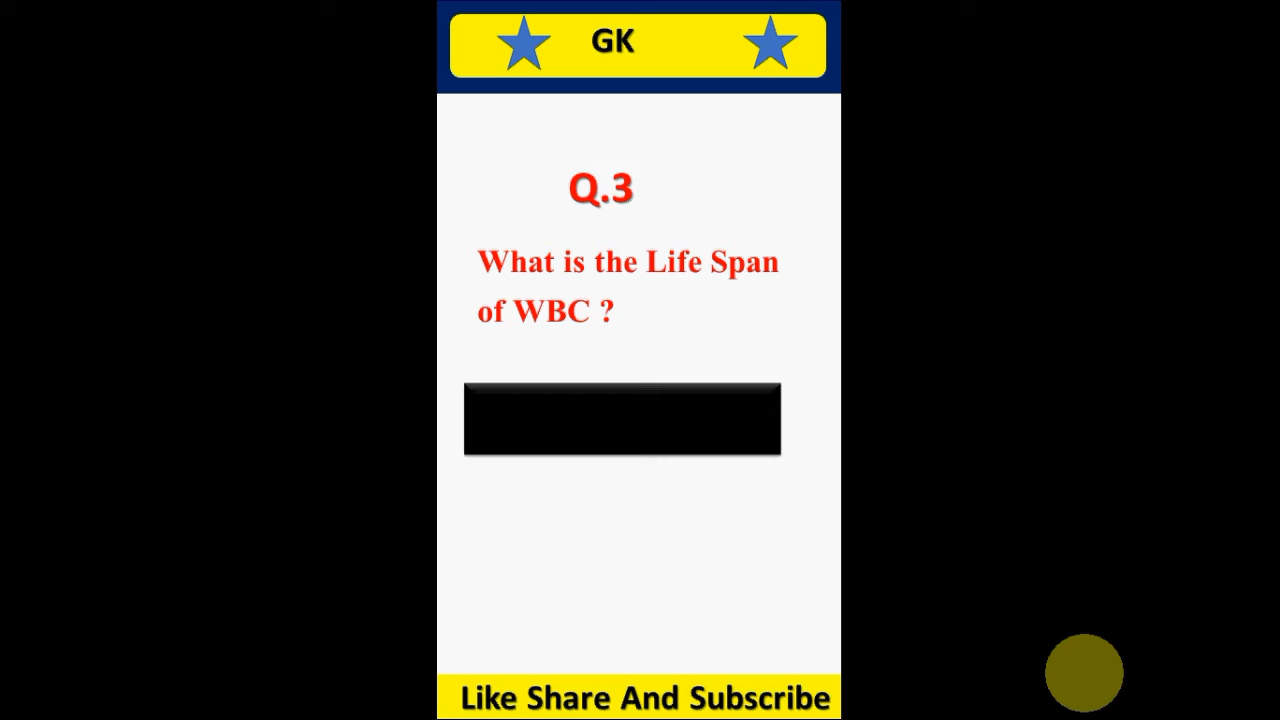 GK
Q.3
What is the Life Span
of WBC ?
Like Share And Subscribe